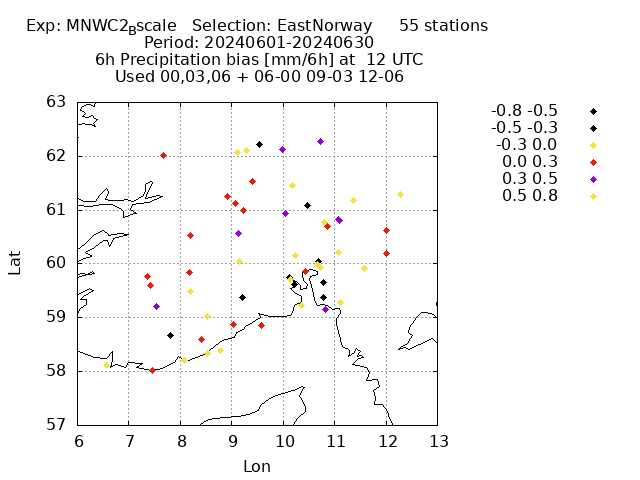 Exp: MNWC2Bscale   Selection: EastNorway      55 stations
Period: 20240601-20240630
6h Precipitation bias [mm/6h] at  12 UTC
Used 00,03,06 + 06-00 09-03 12-06
-0.8 -0.5
-0.5 -0.3
-0.3 0.0
0.0 0.3
0.3 0.5
0.5 0.8
63
62
61
60
59
58
57
Lat
6 7 8 9 10 11 12 13
Lon